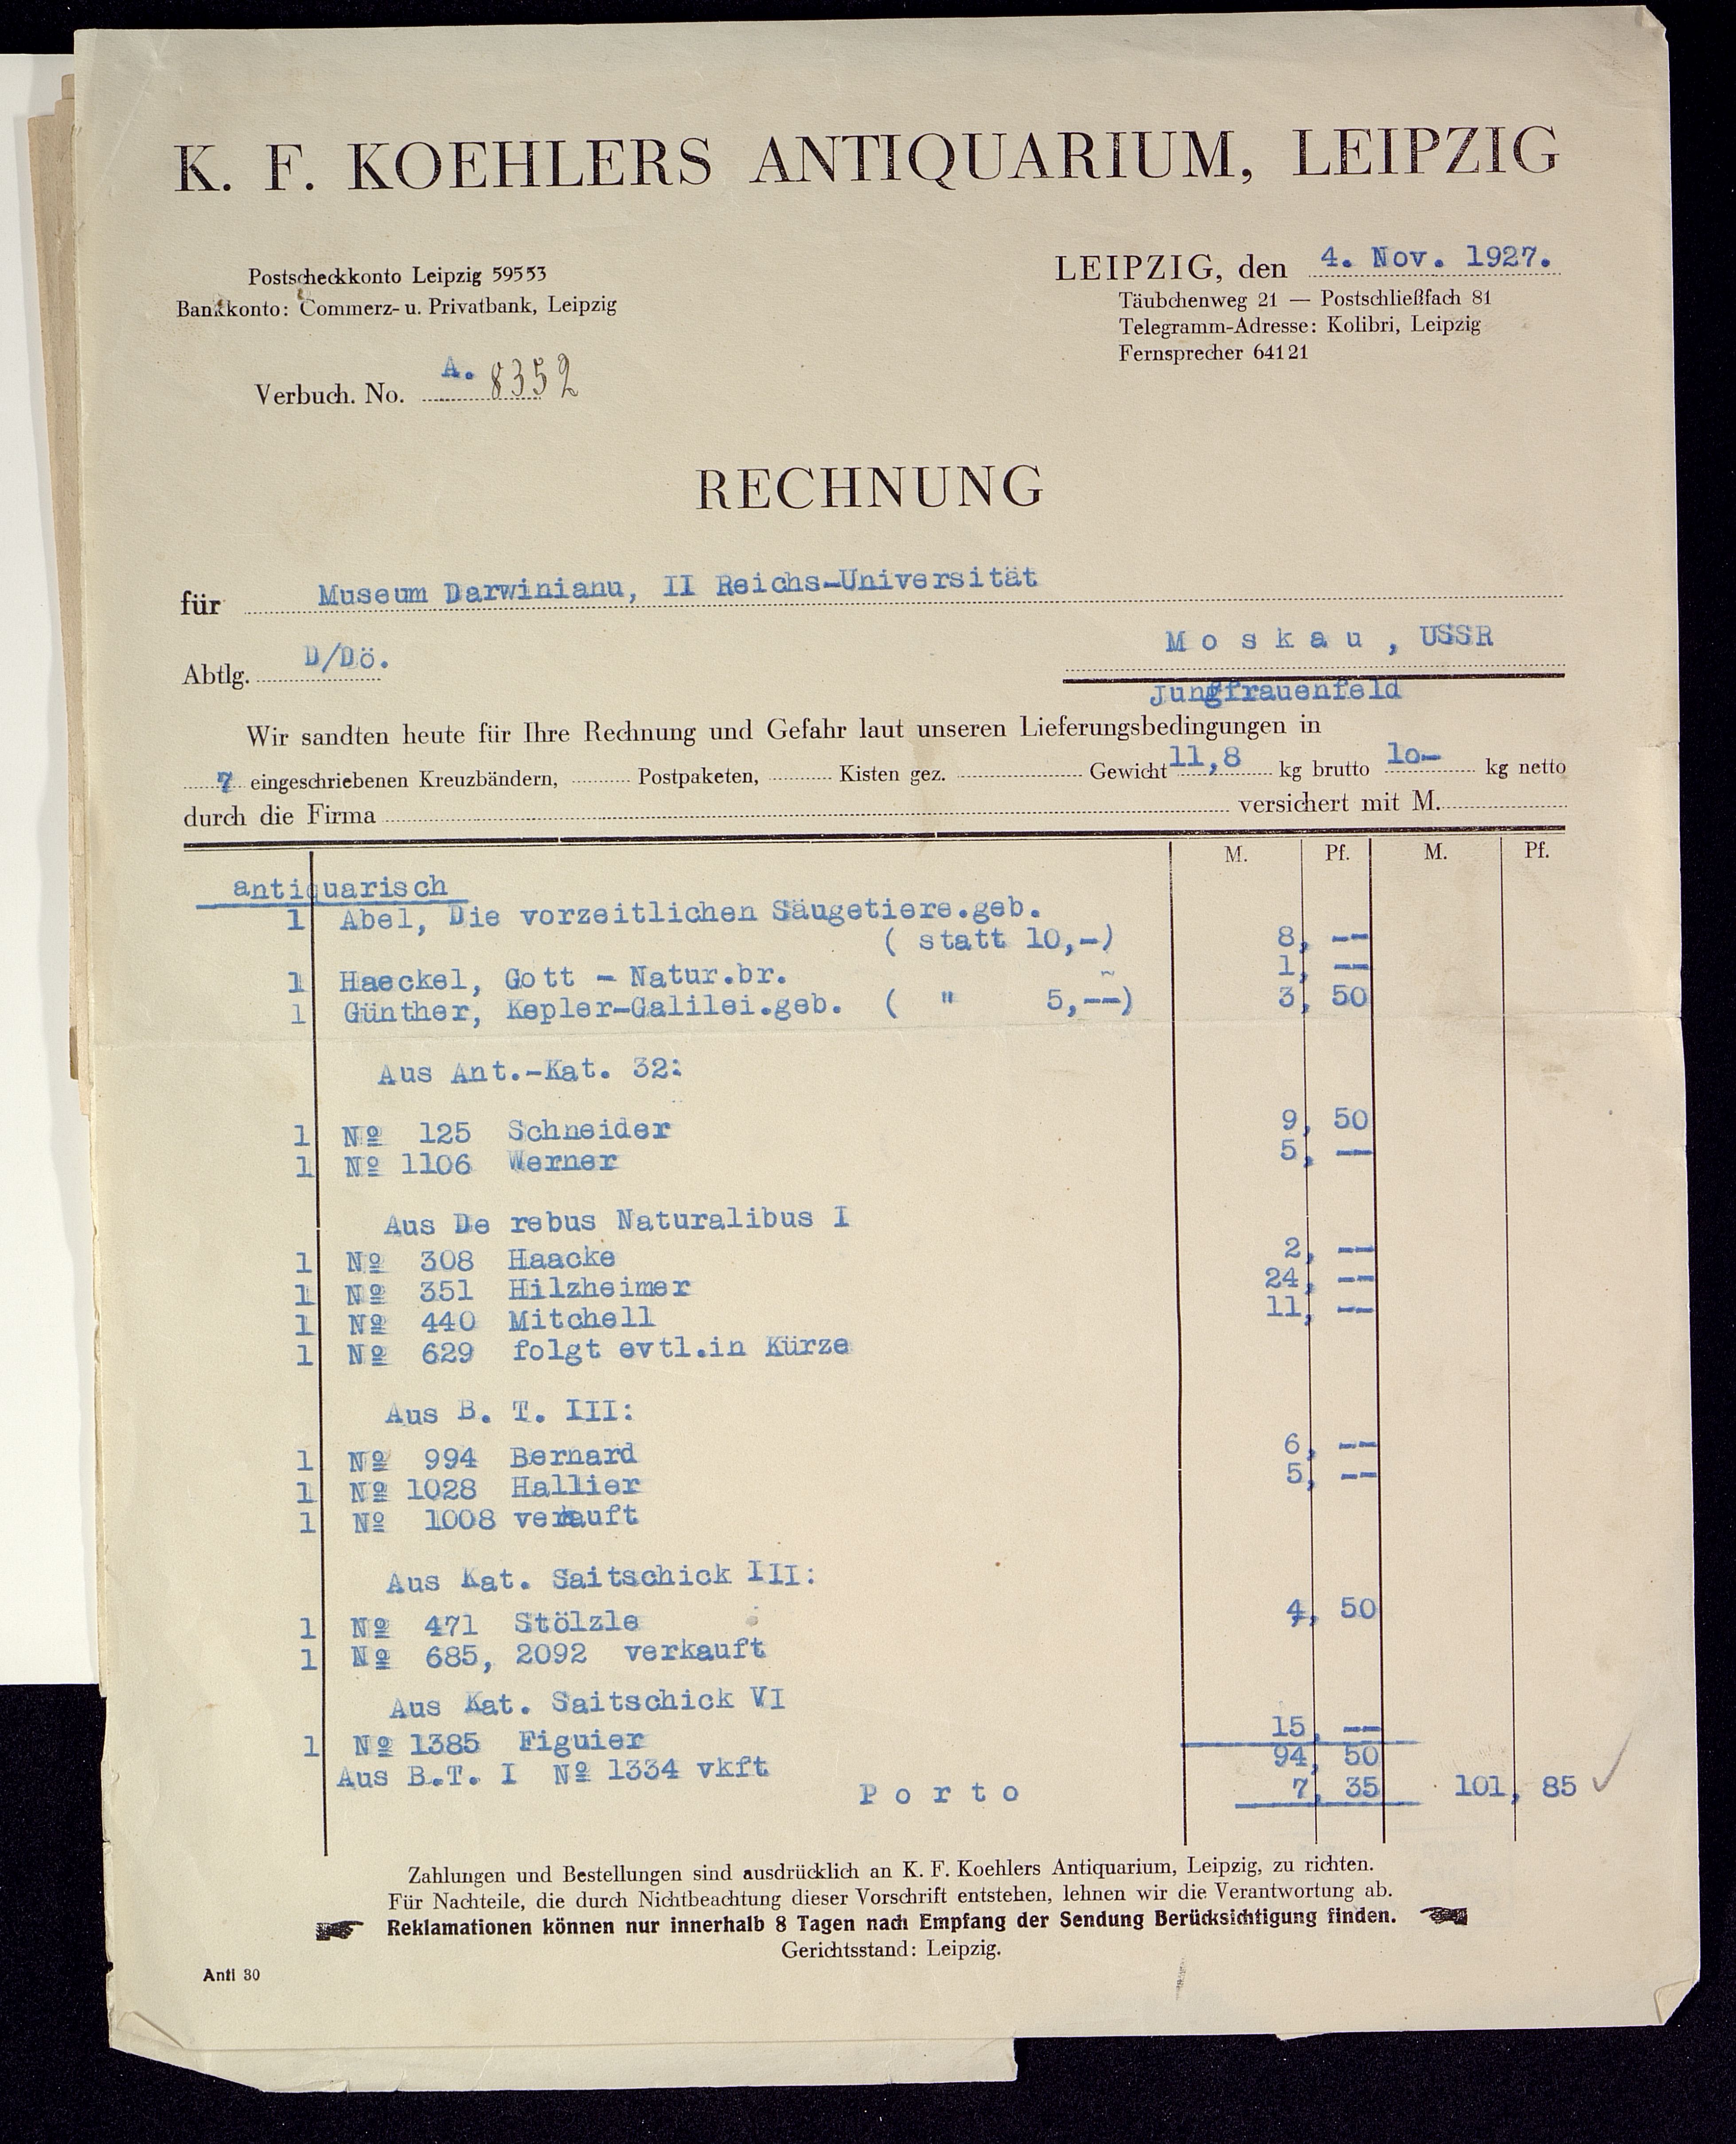 K. F. KOEHLERS ANTIQUARIUM, LEIPZIG
Postscheckkonto Leipzig 59553
Bankkonto: Commerz- u. Privatbank, Leipzig
LEIPZIG, den 4. Nov. 1927.
Täubchenweg 21 — Postschließfach 81
Telegramm-Adresse: Kolibri, Leipzig
Fernsprecher 64121
Verbuch. No. A. 8352
RECHNUNG
für Museum Darwinianu, II Reichs-Universität
Abtlg. D/Dö. Moskau, USSR
Jungfrauenfeld
Wir sandten heute für Ihre Rechnung und Gefahr laut unseren Lieferungsbedingungen in
7 eingeschriebenen Kreuzbändern, Postpaketen, Kisten gez. Gewicht 11,8 kg brutto 10- kg netto
durch die Firma versichert mit M.
M. Pf. M. Pf.
antiquarisch
1 Abel, Die vorzeitlichen Säugetiere.geb.
( statt 10,-) 8, --
1 Haeckel, Gott - Natur.br. 1, --
1 Günther, Kepler-Galilei.geb. ( " 5,--) 3, 50
Aus Ant.-Kat. 32:
1 Nº 125 Schneider 9, 50
1 Nº 1106 Werner 5, --
Aus De rebus Naturalibus I
1 Nº 308 Haacke 2, --
1 Nº 351 Hilzheimer 24, --
1 Nº 440 Mitchell 11, --
1 Nº 629 folgt evtl.in Kürze
Aus B. T. III:
1 Nº 994 Bernard 6, --
1 Nº 1028 Hallier 5, --
1 Nº 1008 verkauft
Aus Kat. Saitschick III:
1 Nº 471 Stölzle 4, 50
1 Nº 685, 2092 verkauft
Aus Kat. Saitschick VI
1 Nº 1385 Figuier 15, --
94, 50
Aus B.T. I Nº 1334 vkft
Porto 7, 35 101, 85
Zahlungen und Bestellungen sind ausdrücklich an K. F. Koehlers Antiquarium, Leipzig, zu richten.
Für Nachteile, die durch Nichtbeachtung dieser Vorschrift entstehen, lehnen wir die Verantwortung ab.
Reklamationen können nur innerhalb 8 Tagen nach Empfang der Sendung Berücksichtigung finden.
Gerichtsstand: Leipzig.
Anti 30